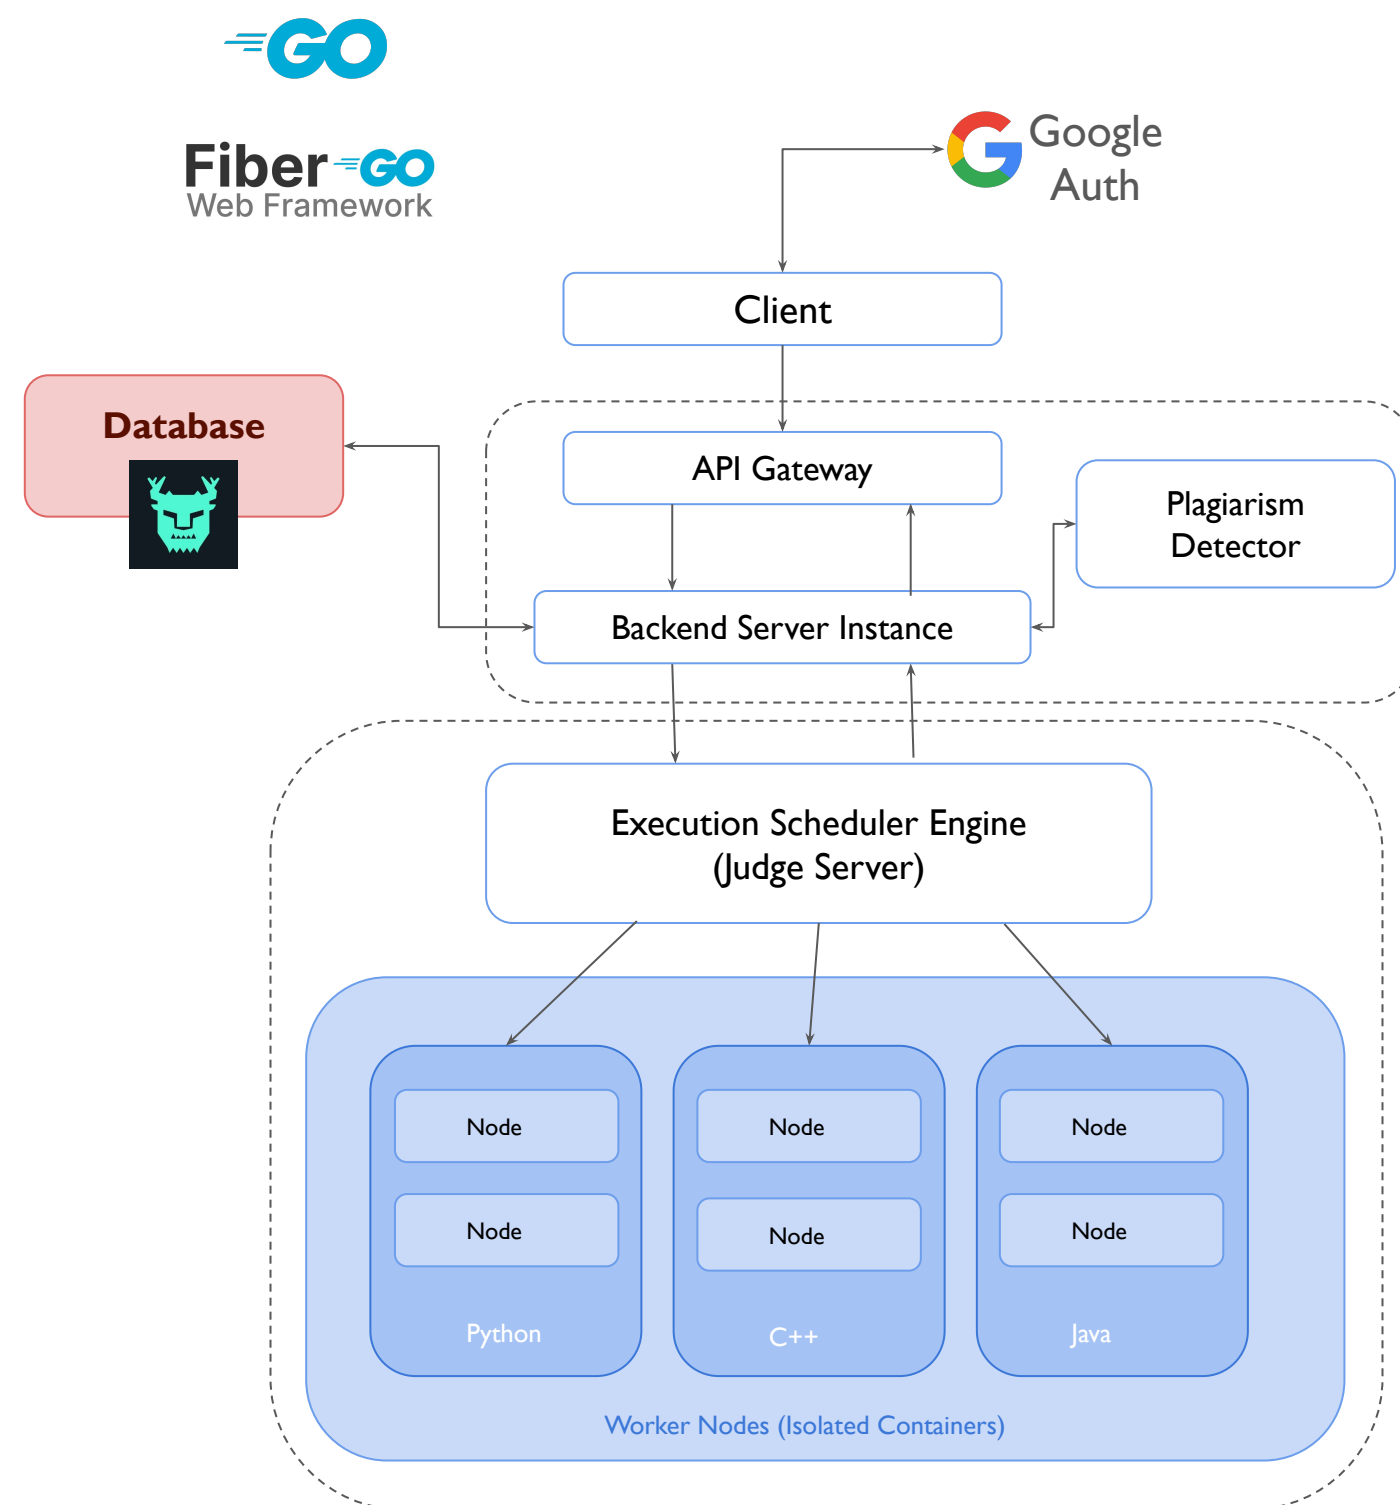 GO
Fiber GO
Web Framework
Google
Auth
Client
Database
API Gateway
Plagiarism
Detector
Backend Server Instance
Execution Scheduler Engine
(Judge Server)
Node
Node
Node
Node
Node
Node
Python
C++
Java
Worker Nodes (Isolated Containers)